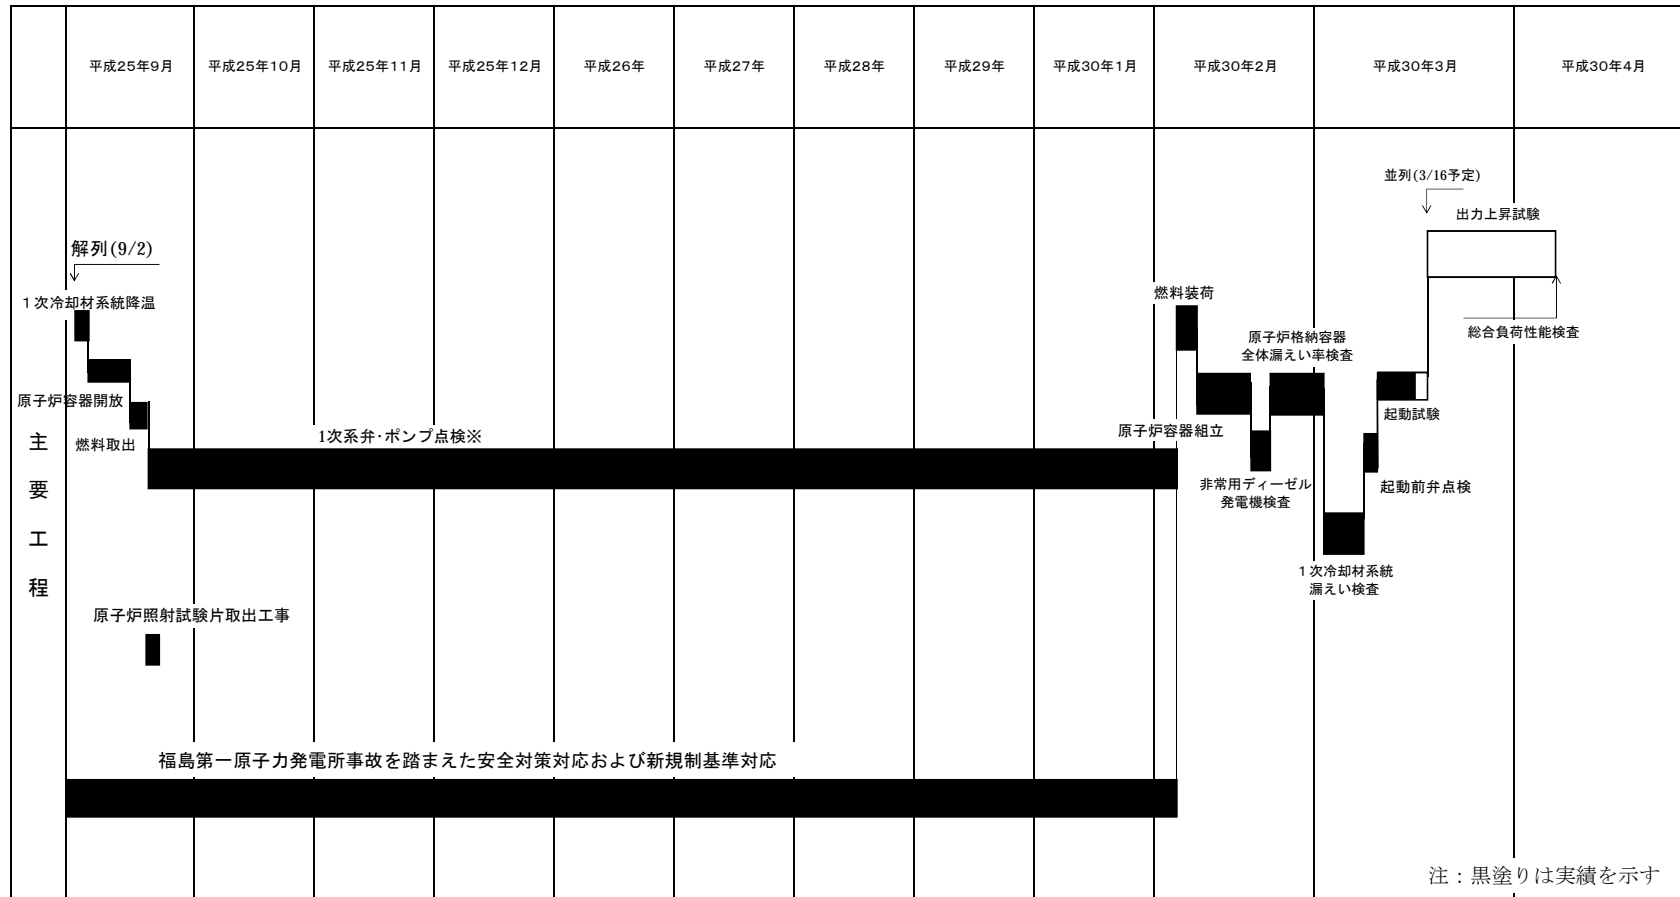 平成25年9月
平成25年10月
平成25年11月
平成25年12月
平成26年
平成27年
平成28年
平成29年
平成30年1月
平成30年2月
平成30年3月
平成30年4月
主要工程
並列(3/16予定)
出力上昇試験
解列(9/2)
1次冷却材系統降温
燃料装荷
原子炉格納容器
全体漏えい率検査
総合負荷性能検査
原子炉容器開放
起動試験
燃料取出
1次系弁・ポンプ点検※
原子炉容器組立
非常用ディーゼル
発電機検査
起動前弁点検
1次冷却材系統
漏えい検査
原子炉照射試験片取出工事
福島第一原子力発電所事故を踏まえた安全対策対応および新規制基準対応
注：黒塗りは実績を示す